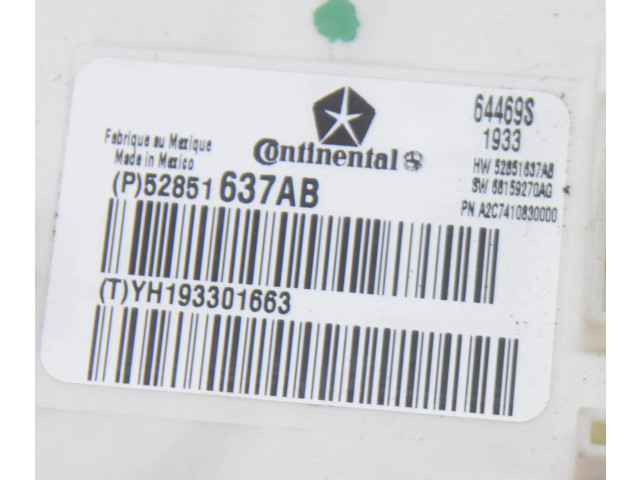 64469S
1933
Fabrique au Mexique
Made in Mexico
Continental
HW 52851637AB
SW 68159270AG
PN A2C7410830000
(P)52851637AB
(T)YH193301663